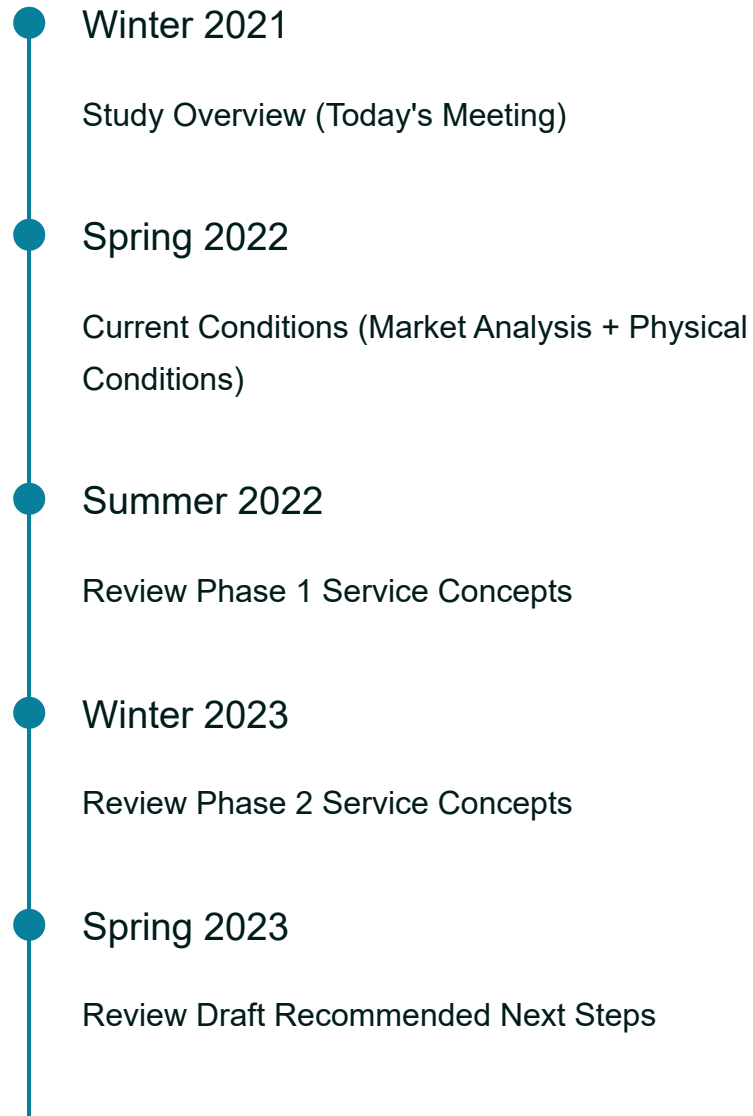 Winter 2021
Study Overview (Today's Meeting)
Spring 2022
Current Conditions (Market Analysis + Physical
Conditions)
Summer 2022
Review Phase 1 Service Concepts
Winter 2023
Review Phase 2 Service Concepts
Spring 2023
Review Draft Recommended Next Steps